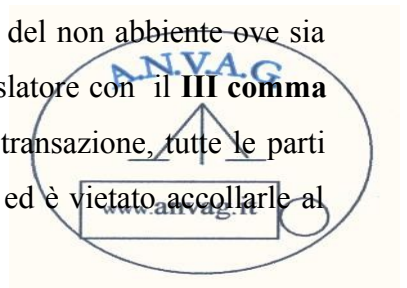 del non abbiente ove sia
A.N.V.A.G
slatore con il III comma
transazione, tutte le parti
ed è vietato accollarle al
www.anvag.it